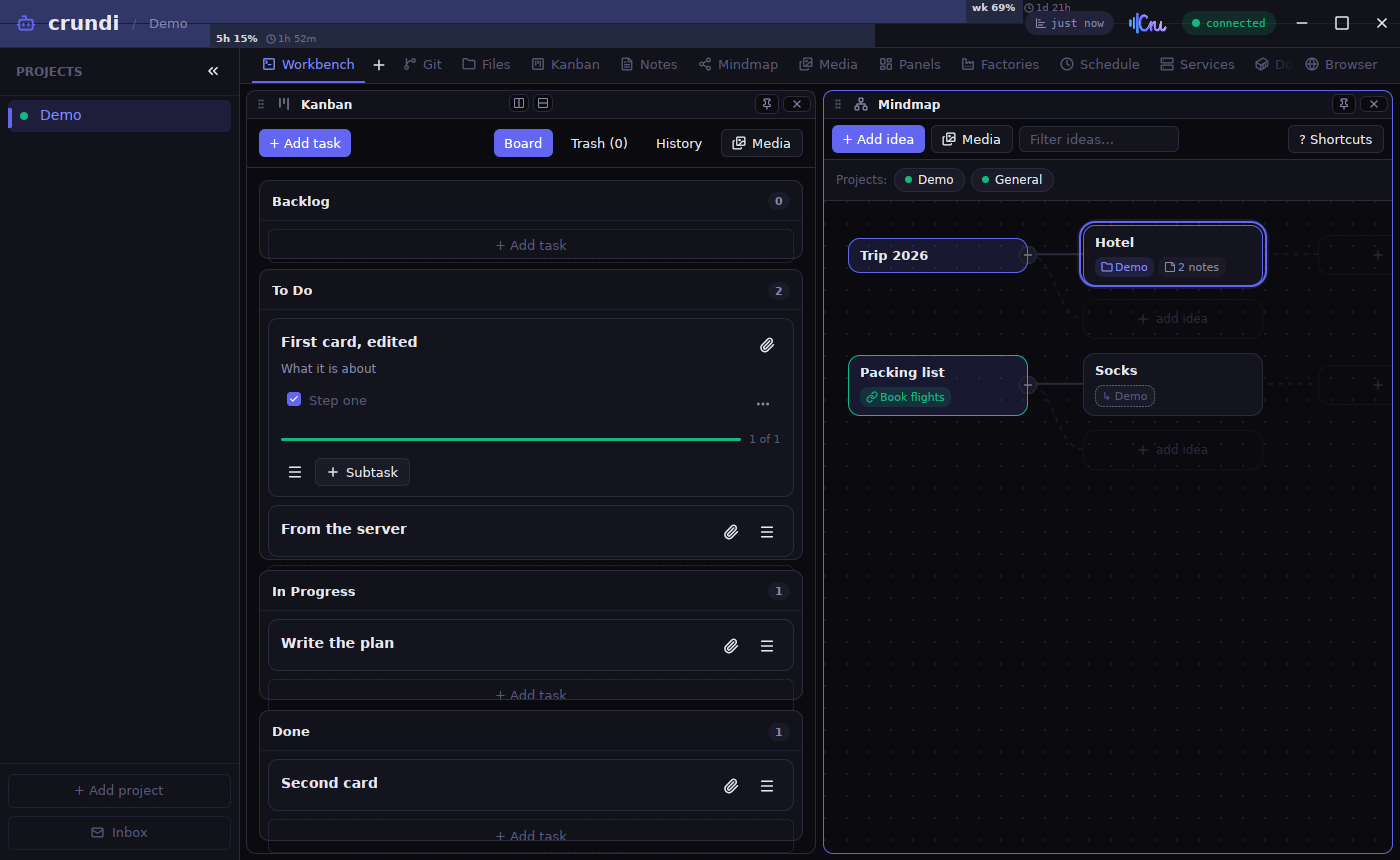 wk 69% 1d 21h
crundi / Demo
5h 15% 1h 52m
just now
Cru
connected
PROJECTS
Demo
+ Add project
Inbox
Workbench + Git Files Kanban Notes Mindmap Media Panels Factories Schedule Services Do Browser
Kanban
+ Add task Board Trash (0) History Media
Backlog 0
+ Add task
To Do 2
First card, edited
What it is about
Step one
1 of 1
+ Subtask
From the server
In Progress 1
Write the plan
+ Add task
Done 1
Second card
+ Add task
Mindmap
+ Add idea Media Filter ideas... ? Shortcuts
Projects: Demo General
Trip 2026
Hotel
Demo 2 notes
+ add idea
Packing list
Book flights
Socks
↳ Demo
+ add idea